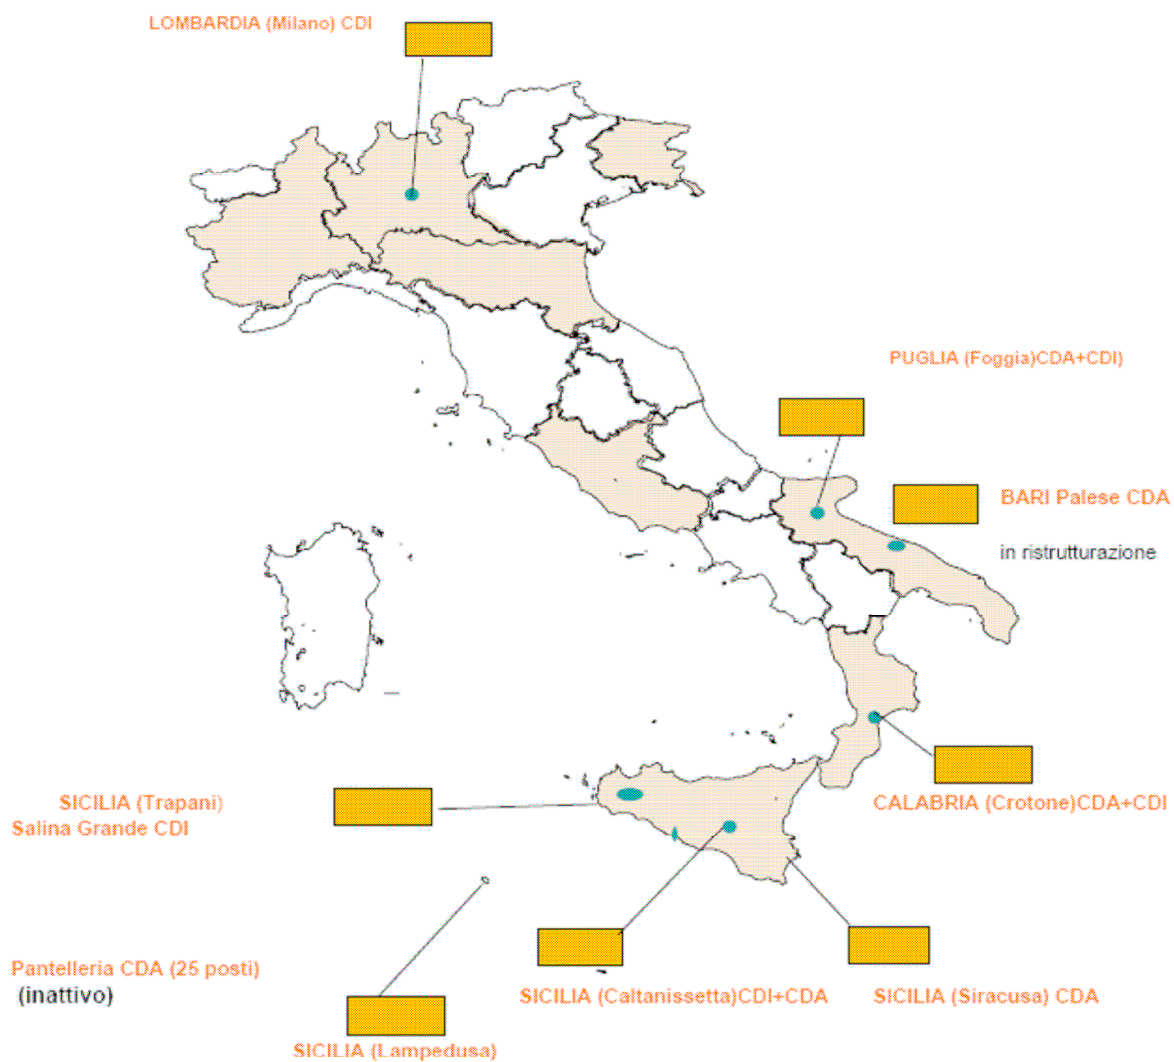 LOMBARDIA (Milano) CDI
PUGLIA (Foggia)CDA+CDI)
BARI Palese CDA
in ristrutturazione
SICILIA (Trapani)
Salina Grande CDI
CALABRIA (Crotone)CDA+CDI
Pantelleria CDA (25 posti)
(inattivo)
SICILIA (Caltanissetta)CDI+CDA
SICILIA (Siracusa) CDA
SICILIA (Lampedusa)